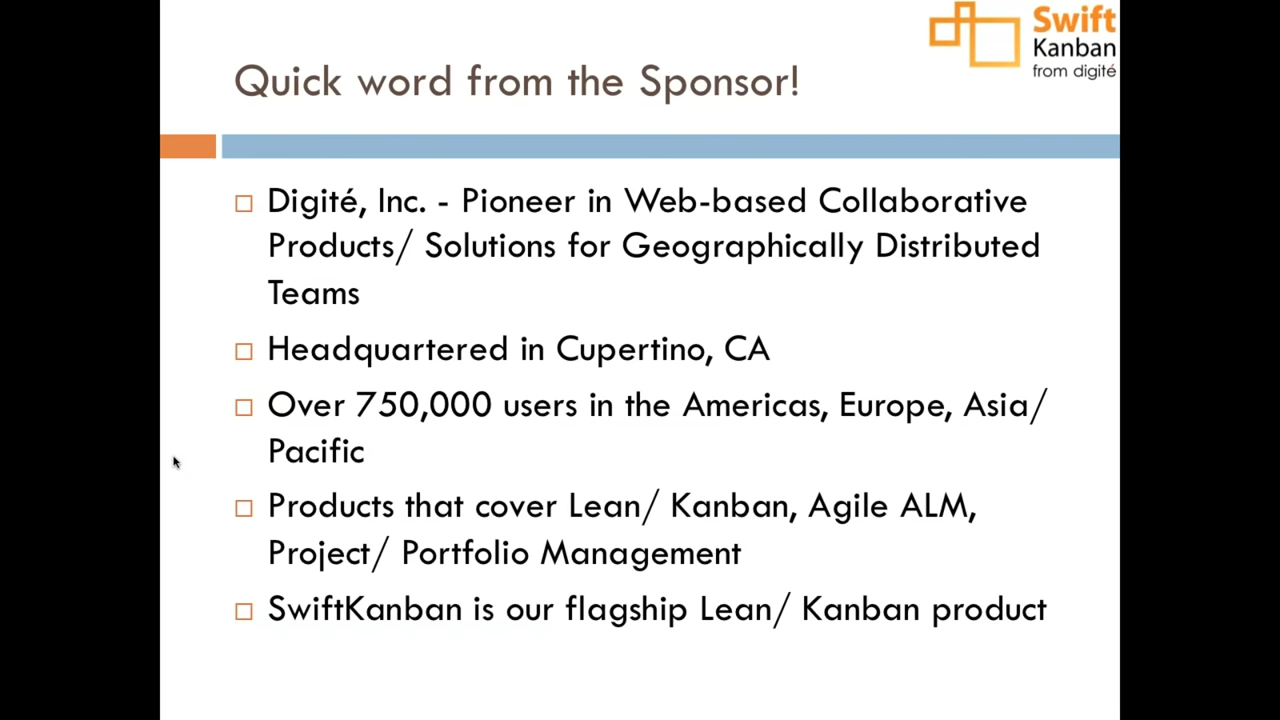 Swift
Kanban
from digité
Quick word from the Sponsor!
Digité, Inc. - Pioneer in Web-based Collaborative
Products/ Solutions for Geographically Distributed
Teams
Headquartered in Cupertino, CA
Over 750,000 users in the Americas, Europe, Asia/
Pacific
Products that cover Lean/ Kanban, Agile ALM,
Project/ Portfolio Management
SwiftKanban is our flagship Lean/ Kanban product